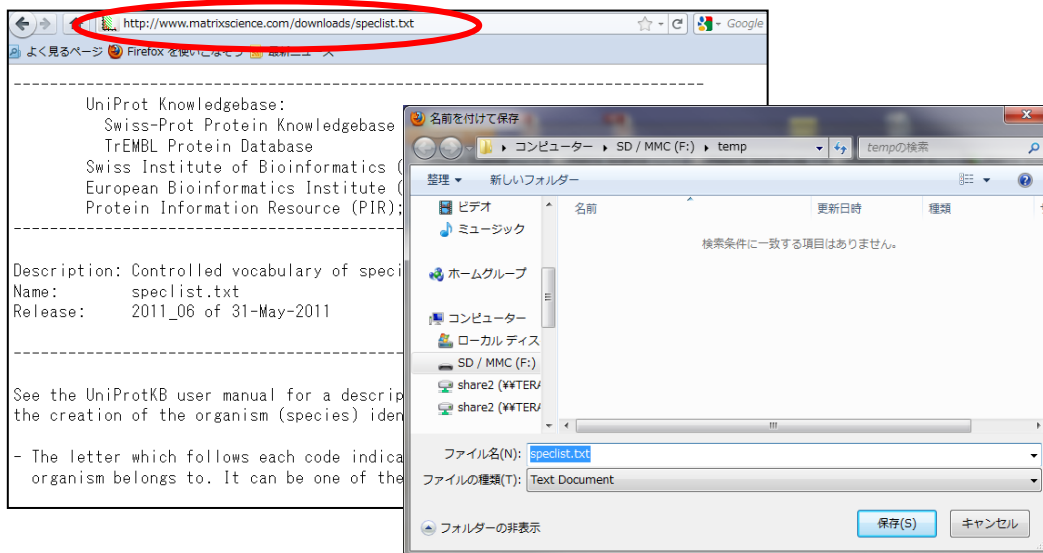 http://www.matrixscience.com/downloads/speclist.txt
Google
よく見るページ Firefox を使いこなそう 最新ニュース
UniProt Knowledgebase:
Swiss-Prot Protein Knowledgebase
TrEMBL Protein Database
Swiss Institute of Bioinformatics (
European Bioinformatics Institute (
Protein Information Resource (PIR);
Description: Controlled vocabulary of speci
Name: speclist.txt
Release: 2011_06 of 31-May-2011
See the UniProtKB user manual for a descrip
the creation of the organism (species) iden
- The letter which follows each code indica
organism belongs to. It can be one of the
名前を付けて保存
コンピューター SD / MMC (F:) temp
tempの検索
整理 新しいフォルダー
ビデオ
ミュージック
ホームグループ
コンピューター
ローカル ディス
SD / MMC (F:)
share2 (¥¥TERA
share2 (¥¥TERA
名前 更新日時 種類
検索条件に一致する項目はありません。
ファイル名(N): speclist.txt
ファイルの種類(T): Text Document
フォルダーの非表示
保存(S) キャンセル